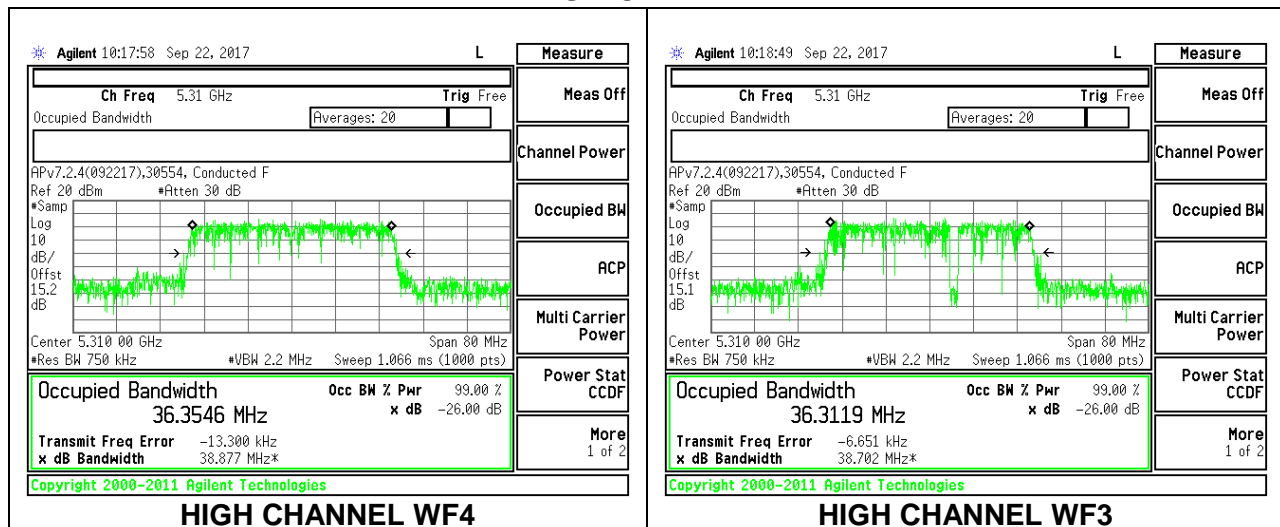 Agilent 10:17:58 Sep 22, 2017 L
Measure
Ch Freq 5.31 GHz Trig Free
Occupied Bandwidth Averages: 20
APv7.2.4(092217),30554, Conducted F
Ref 20 dBm #Atten 30 dB
#Samp
Log
10
dB/
Offst
15.2
dB
Center 5.310 00 GHz Span 80 MHz
#Res BW 750 kHz #VBW 2.2 MHz Sweep 1.066 ms (1000 pts)
Occupied Bandwidth Occ BW % Pwr 99.00 %
36.3546 MHz x dB -26.00 dB
Transmit Freq Error -13.300 kHz
x dB Bandwidth 38.877 MHz*
Copyright 2000-2011 Agilent Technologies
Meas Off
Channel Power
Occupied BW
ACP
Multi Carrier
Power
Power Stat
CCDF
More
1 of 2
HIGH CHANNEL WF4
Agilent 10:18:49 Sep 22, 2017 L
Measure
Ch Freq 5.31 GHz Trig Free
Occupied Bandwidth Averages: 20
APv7.2.4(092217),30554, Conducted F
Ref 20 dBm #Atten 30 dB
#Samp
Log
10
dB/
Offst
15.1
dB
Center 5.310 00 GHz Span 80 MHz
#Res BW 750 kHz #VBW 2.2 MHz Sweep 1.066 ms (1000 pts)
Occupied Bandwidth Occ BW % Pwr 99.00 %
36.3119 MHz x dB -26.00 dB
Transmit Freq Error -6.651 kHz
x dB Bandwidth 38.702 MHz*
Copyright 2000-2011 Agilent Technologies
Meas Off
Channel Power
Occupied BW
ACP
Multi Carrier
Power
Power Stat
CCDF
More
1 of 2
HIGH CHANNEL WF3